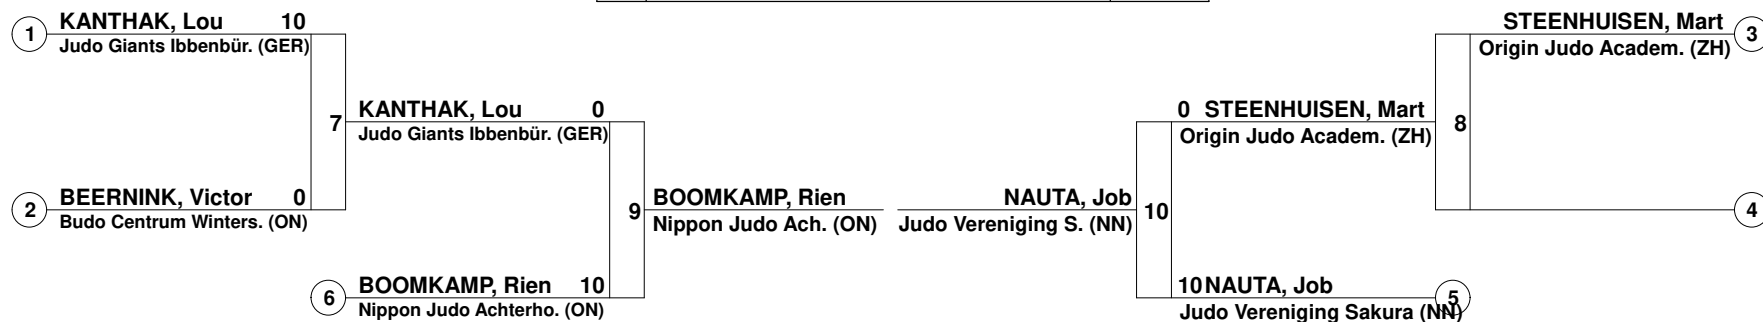 1 KANTHAK, Lou 10
Judo Giants Ibbenbür. (GER)
STEENHUISEN, Mart 3
Origin Judo Academ. (ZH)
7 KANTHAK, Lou 0
Judo Giants Ibbenbür. (GER)
0 STEENHUISEN, Mart 8
Origin Judo Academ. (ZH)
2 BEERNINK, Victor 0
Budo Centrum Winters. (ON)
9 BOOMKAMP, Rien
Nippon Judo Ach. (ON)
NAUTA, Job 10
Judo Vereniging S. (NN)
4
6 BOOMKAMP, Rien 10
Nippon Judo Achterho. (ON)
10 NAUTA, Job 5
Judo Vereniging Sakura (NN)